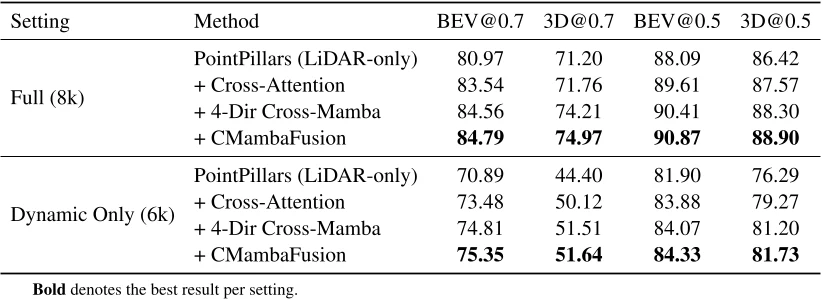 Setting Method BEV@0.7 3D@0.7 BEV@0.5 3D@0.5
PointPillars (LiDAR-only) 80.97 71.20 88.09 86.42
+ Cross-Attention 83.54 71.76 89.61 87.57
Full (8k)
+ 4-Dir Cross-Mamba 84.56 74.21 90.41 88.30
+ CMambaFusion 84.79 74.97 90.87 88.90
PointPillars (LiDAR-only) 70.89 44.40 81.90 76.29
+ Cross-Attention 73.48 50.12 83.88 79.27
Dynamic Only (6k)
+ 4-Dir Cross-Mamba 74.81 51.51 84.07 81.20
+ CMambaFusion 75.35 51.64 84.33 81.73
Bold denotes the best result per setting.